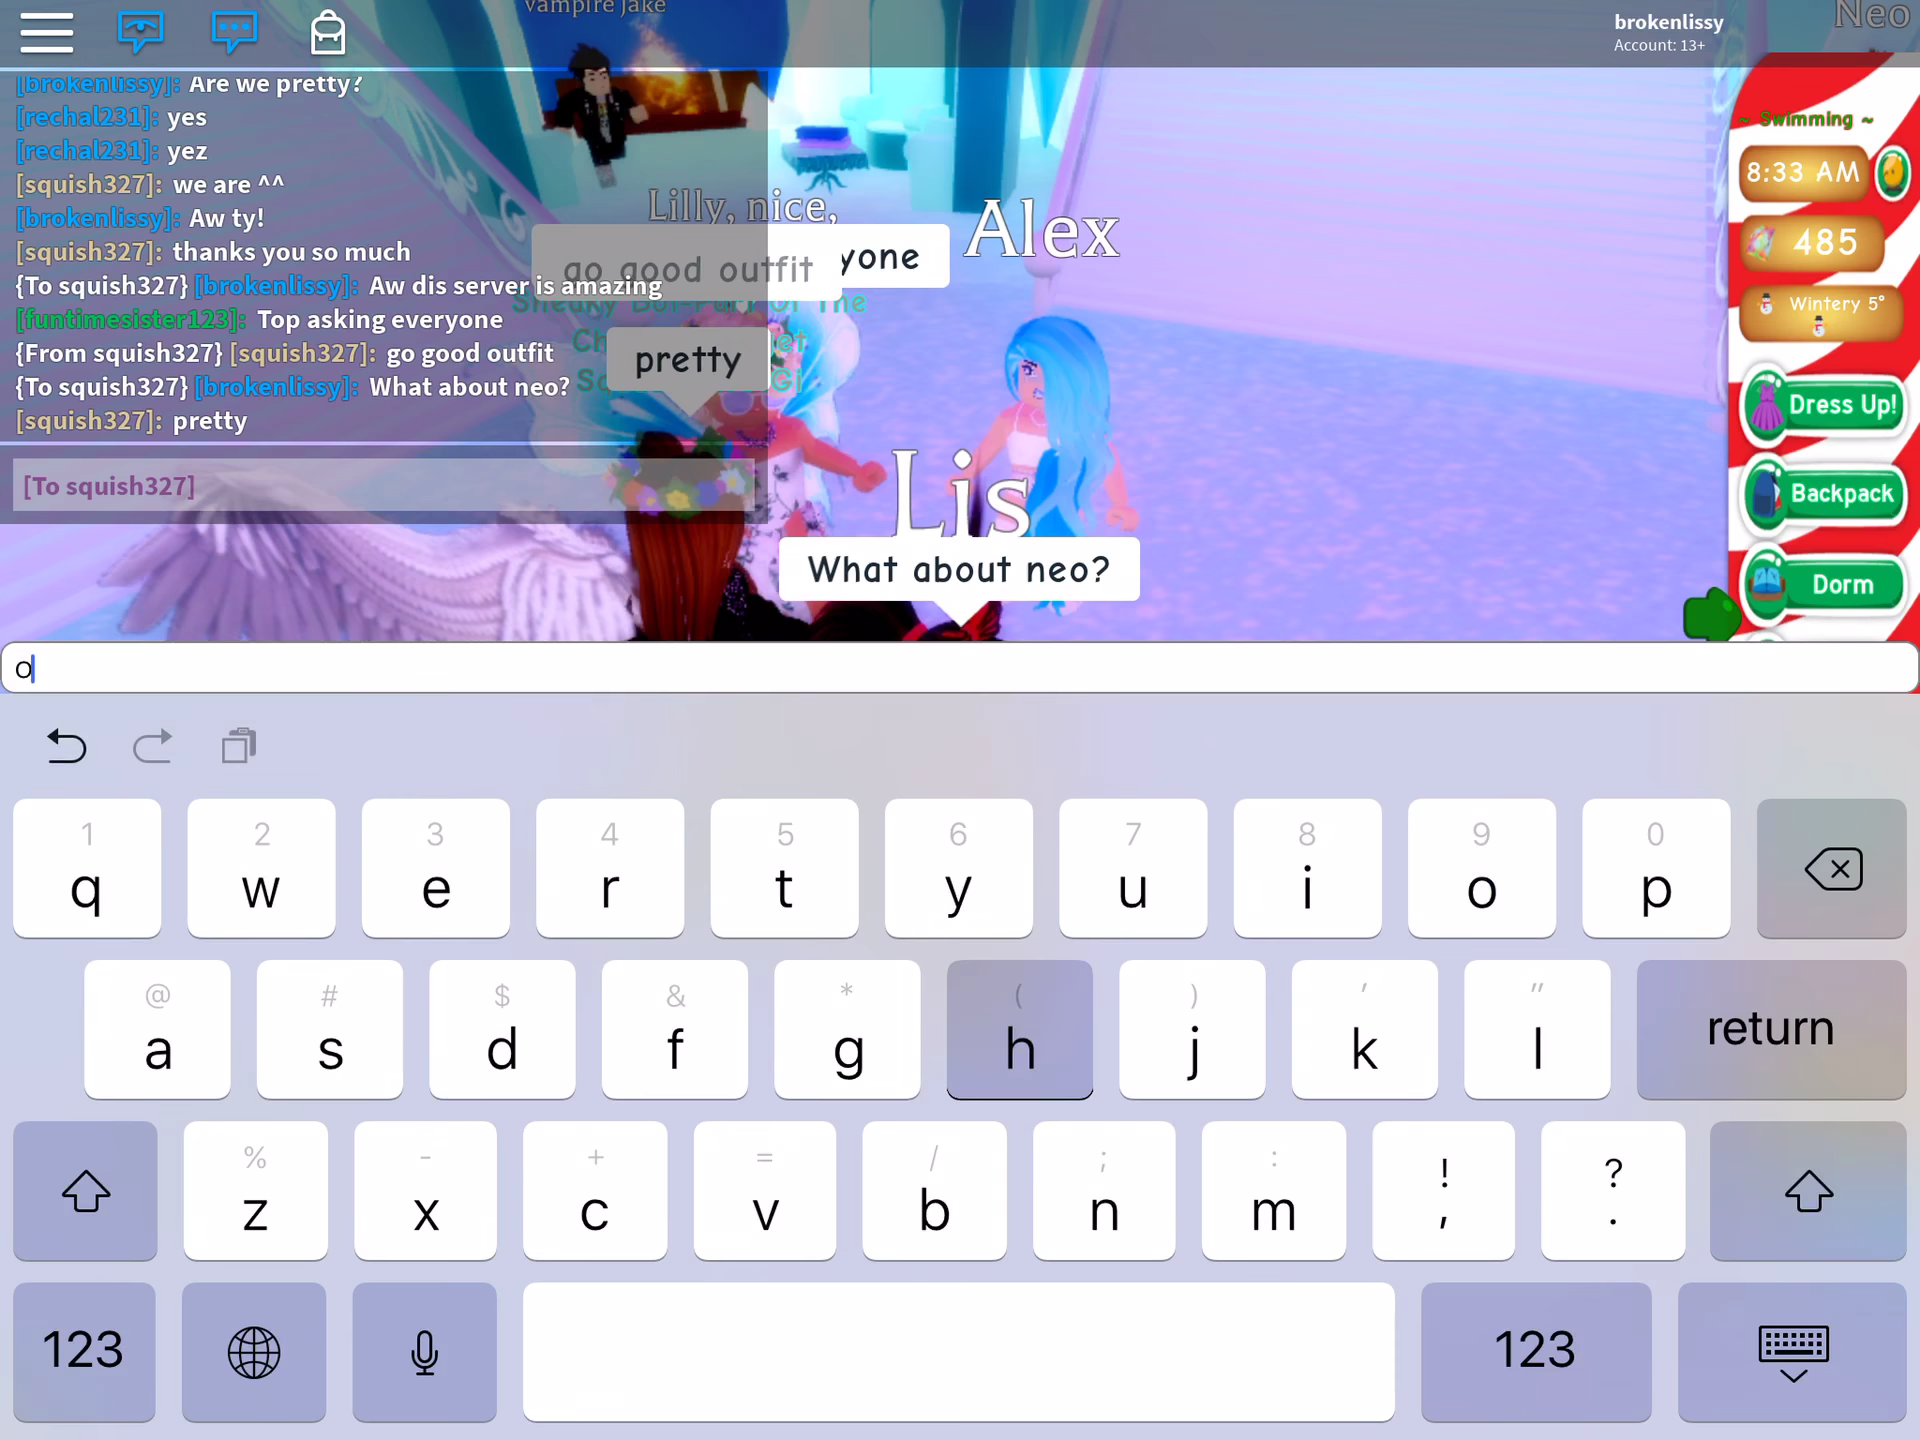 vampire jake
Neo
brokenlissy
Account: 13+
[brokenlissy]: Are we pretty?
[rechal231]: yes
[rechal231]: yez
[squish327]: we are ^^
[brokenlissy]: Aw ty!
[squish327]: thanks you so much
{To squish327} [brokenlissy]: Aw dis server is amazing
[funtimesister123]: Top asking everyone
{From squish327} [squish327]: go good outfit
{To squish327} [brokenlissy]: What about neo?
[squish327]: pretty
[To squish327]
Lilly, nice,
Alex
yone
go good outfit
Of The
pretty
Lis
What about neo?
~ Swimming ~
8:33 AM
485
Wintery 5°
Dress Up!
Backpack
Dorm
o
1 2 3 4 5 6 7 8 9 0
q w e r t y u i o p
@ # $ & * ( ) ' "
a s d f g h j k l return
% - + = / ; : ! ?
z x c v b n m , .
123 123